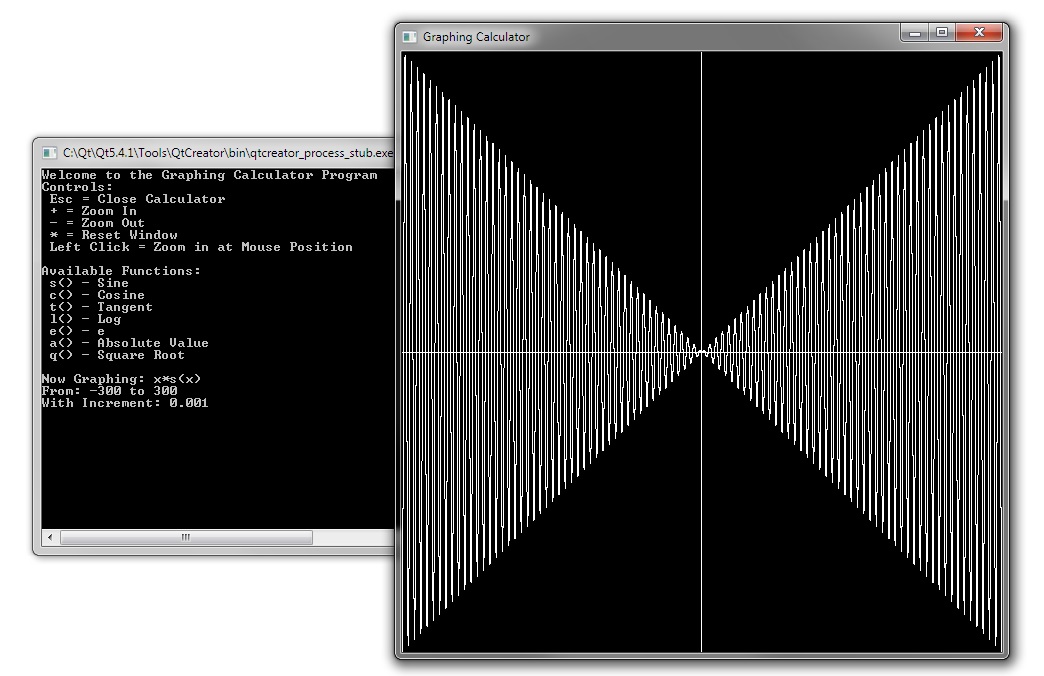 Graphing Calculator
C:\Qt\Qt5.4.1\Tools\QtCreator\bin\qtcreator_process_stub.exe
Welcome to the Graphing Calculator Program
Controls:
Esc = Close Calculator
+ = Zoom In
- = Zoom Out
* = Reset Window
Left Click = Zoom in at Mouse Position
Available Functions:
s() - Sine
c() - Cosine
t() - Tangent
l() - Log
e() - e
a() - Absolute Value
q() - Square Root
Now Graphing: x*s(x)
From: -300 to 300
With Increment: 0.001